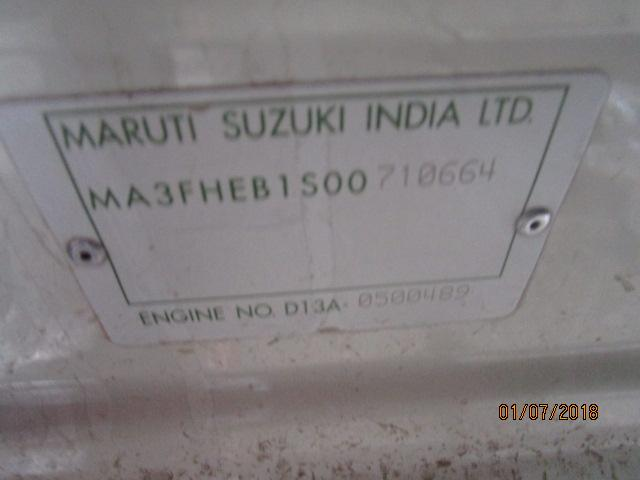 MARUTI SUZUKI INDIA LTD.
MA3FHEB1S00710664
ENGINE NO. D13A-0500489
01/07/2018